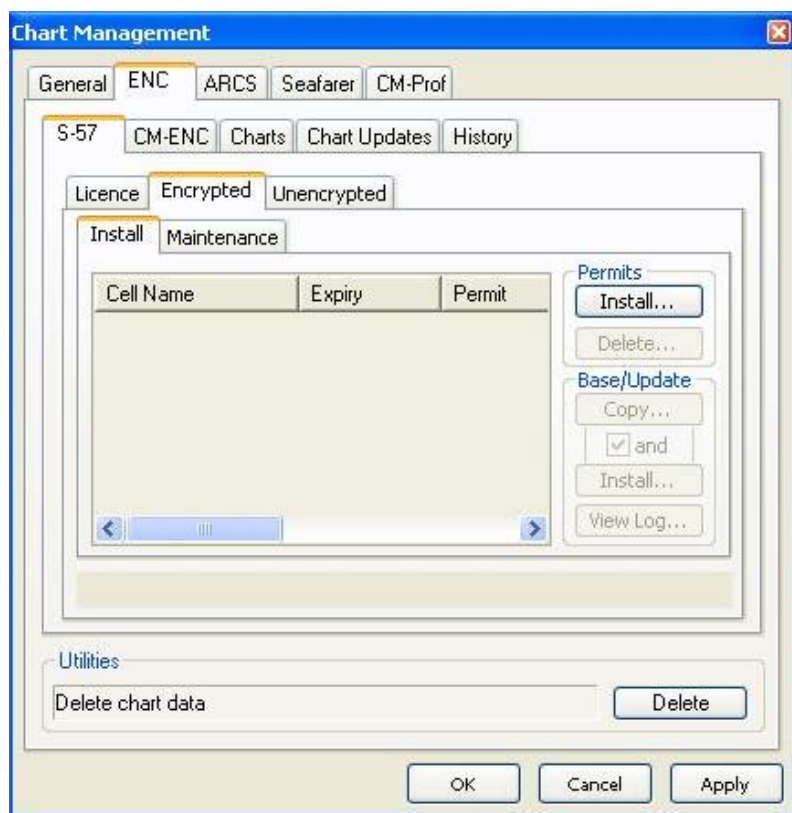 Chart Management
General ENC ARCS Seafarer CM-Prof
S-57 CM-ENC Charts Chart Updates History
Licence Encrypted Unencrypted
Install Maintenance
Cell Name Expiry Permit
Permits
Install...
Delete...
Base/Update
Copy...
and
Install...
View Log...
Utilities
Delete chart data Delete
OK Cancel Apply